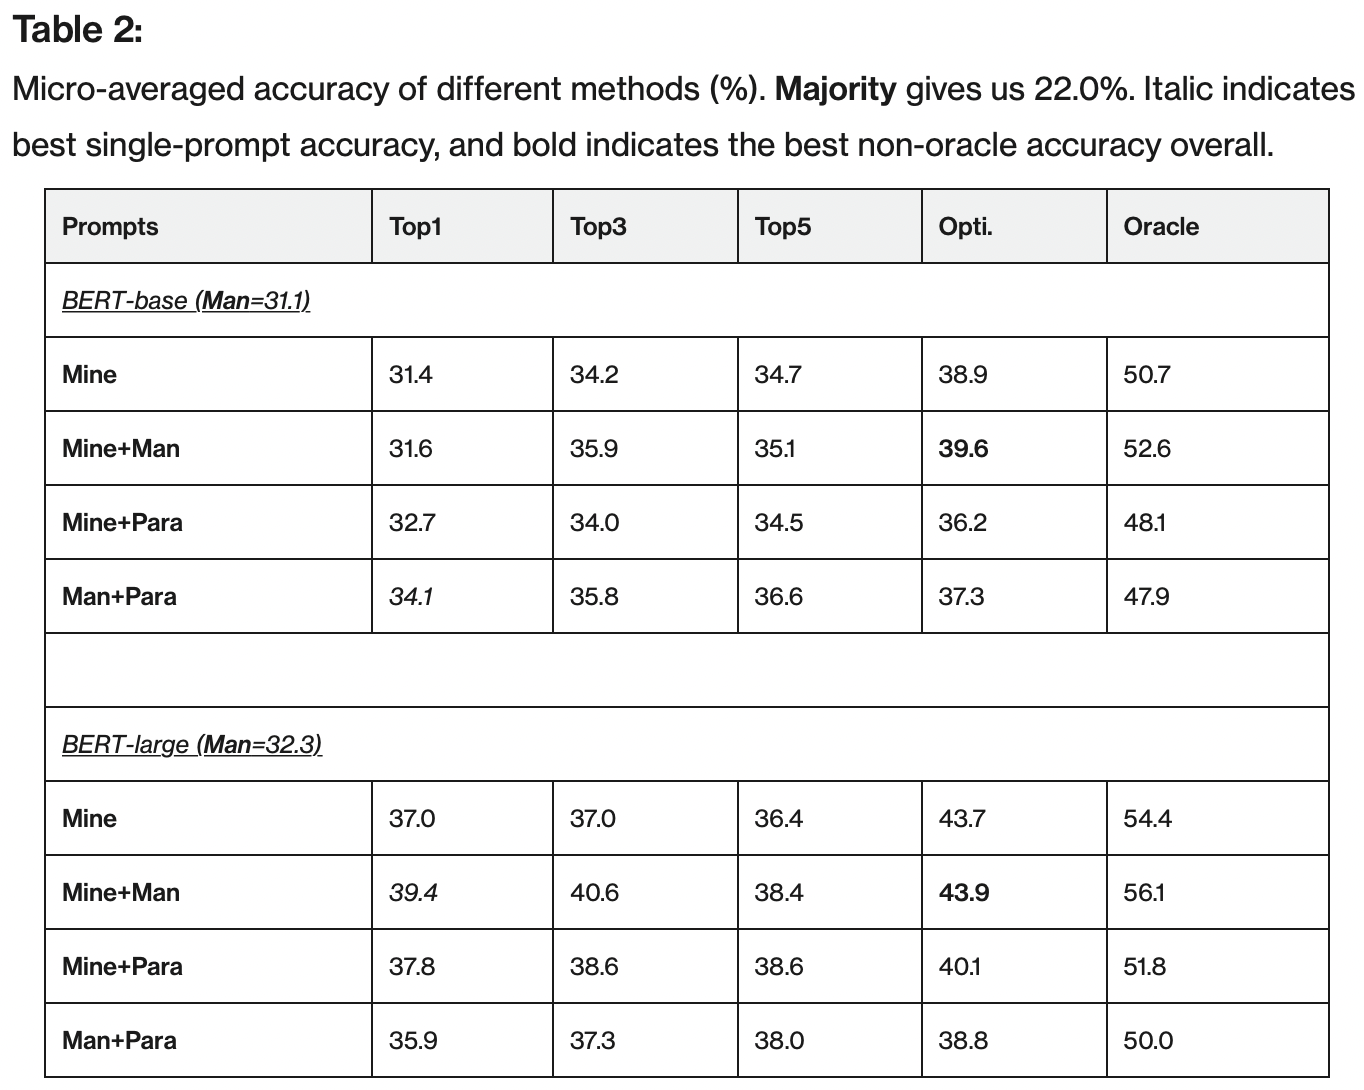 Table 2:
Micro-averaged accuracy of different methods (%). Majority gives us 22.0%. Italic indicates
best single-prompt accuracy, and bold indicates the best non-oracle accuracy overall.
Prompts Top1 Top3 Top5 Opti. Oracle
BERT-base (Man=31.1)
Mine 31.4 34.2 34.7 38.9 50.7
Mine+Man 31.6 35.9 35.1 39.6 52.6
Mine+Para 32.7 34.0 34.5 36.2 48.1
Man+Para 34.1 35.8 36.6 37.3 47.9
BERT-large (Man=32.3)
Mine 37.0 37.0 36.4 43.7 54.4
Mine+Man 39.4 40.6 38.4 43.9 56.1
Mine+Para 37.8 38.6 38.6 40.1 51.8
Man+Para 35.9 37.3 38.0 38.8 50.0